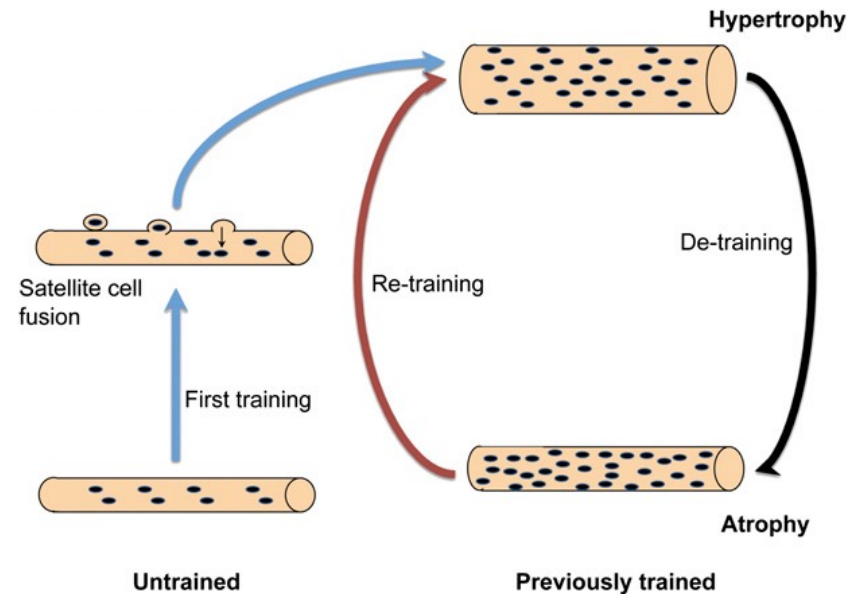 Hypertrophy
De-training
Re-training
Satellite cell
fusion
First training
Atrophy
Untrained
Previously trained